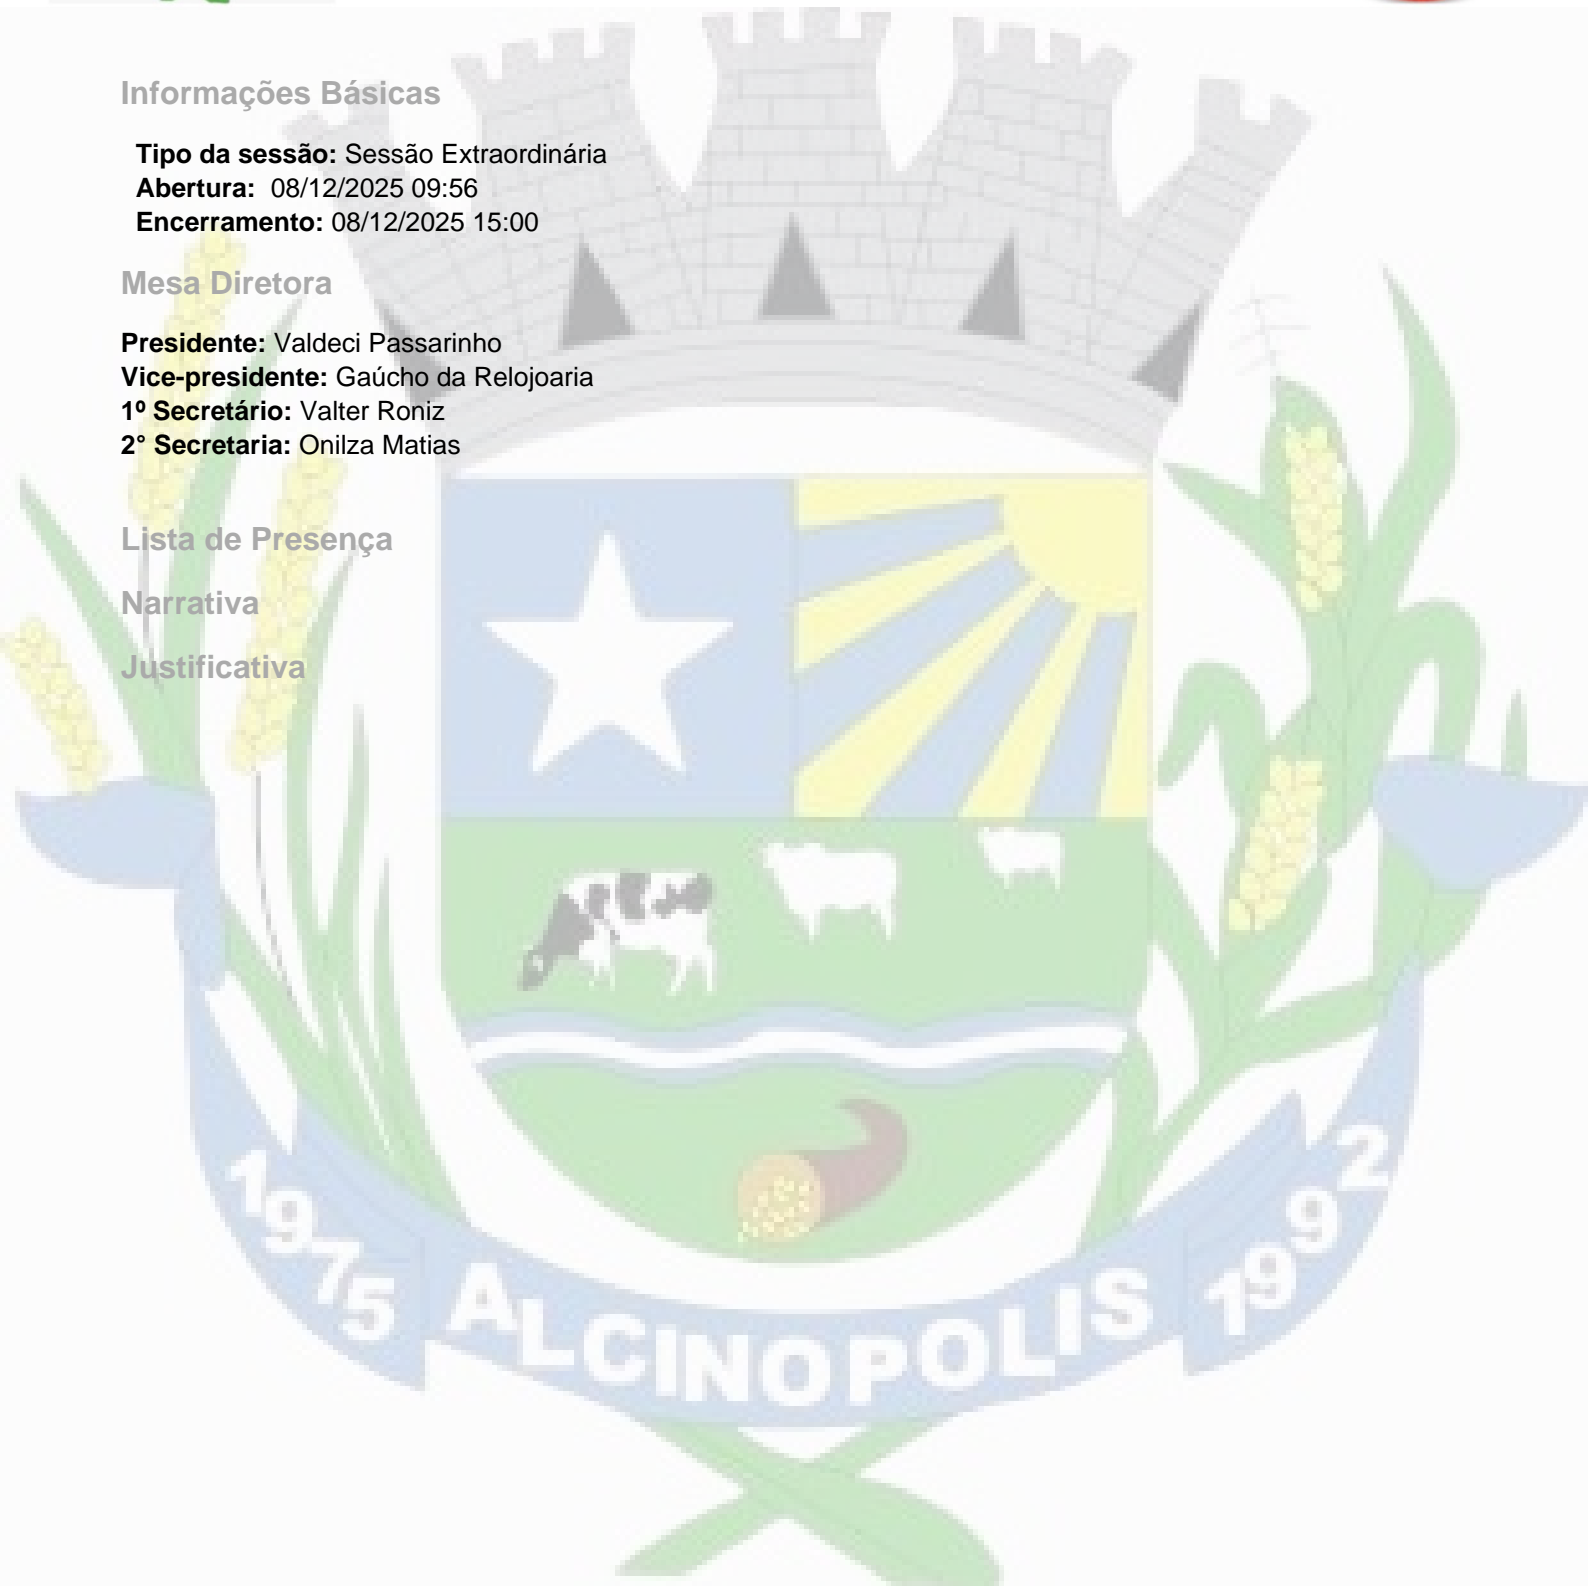 Informações Básicas
Tipo da sessão: Sessão Extraordinária
Abertura: 08/12/2025 09:56
Encerramento: 08/12/2025 15:00
Mesa Diretora
Presidente: Valdeci Passarinho
Vice-presidente: Gaúcho da Relojoaria
1º Secretário: Valter Roniz
2° Secretaria: Onilza Matias
Lista de Presença
Narrativa
Justificativa
1975 ALCINOPOLIS 1992